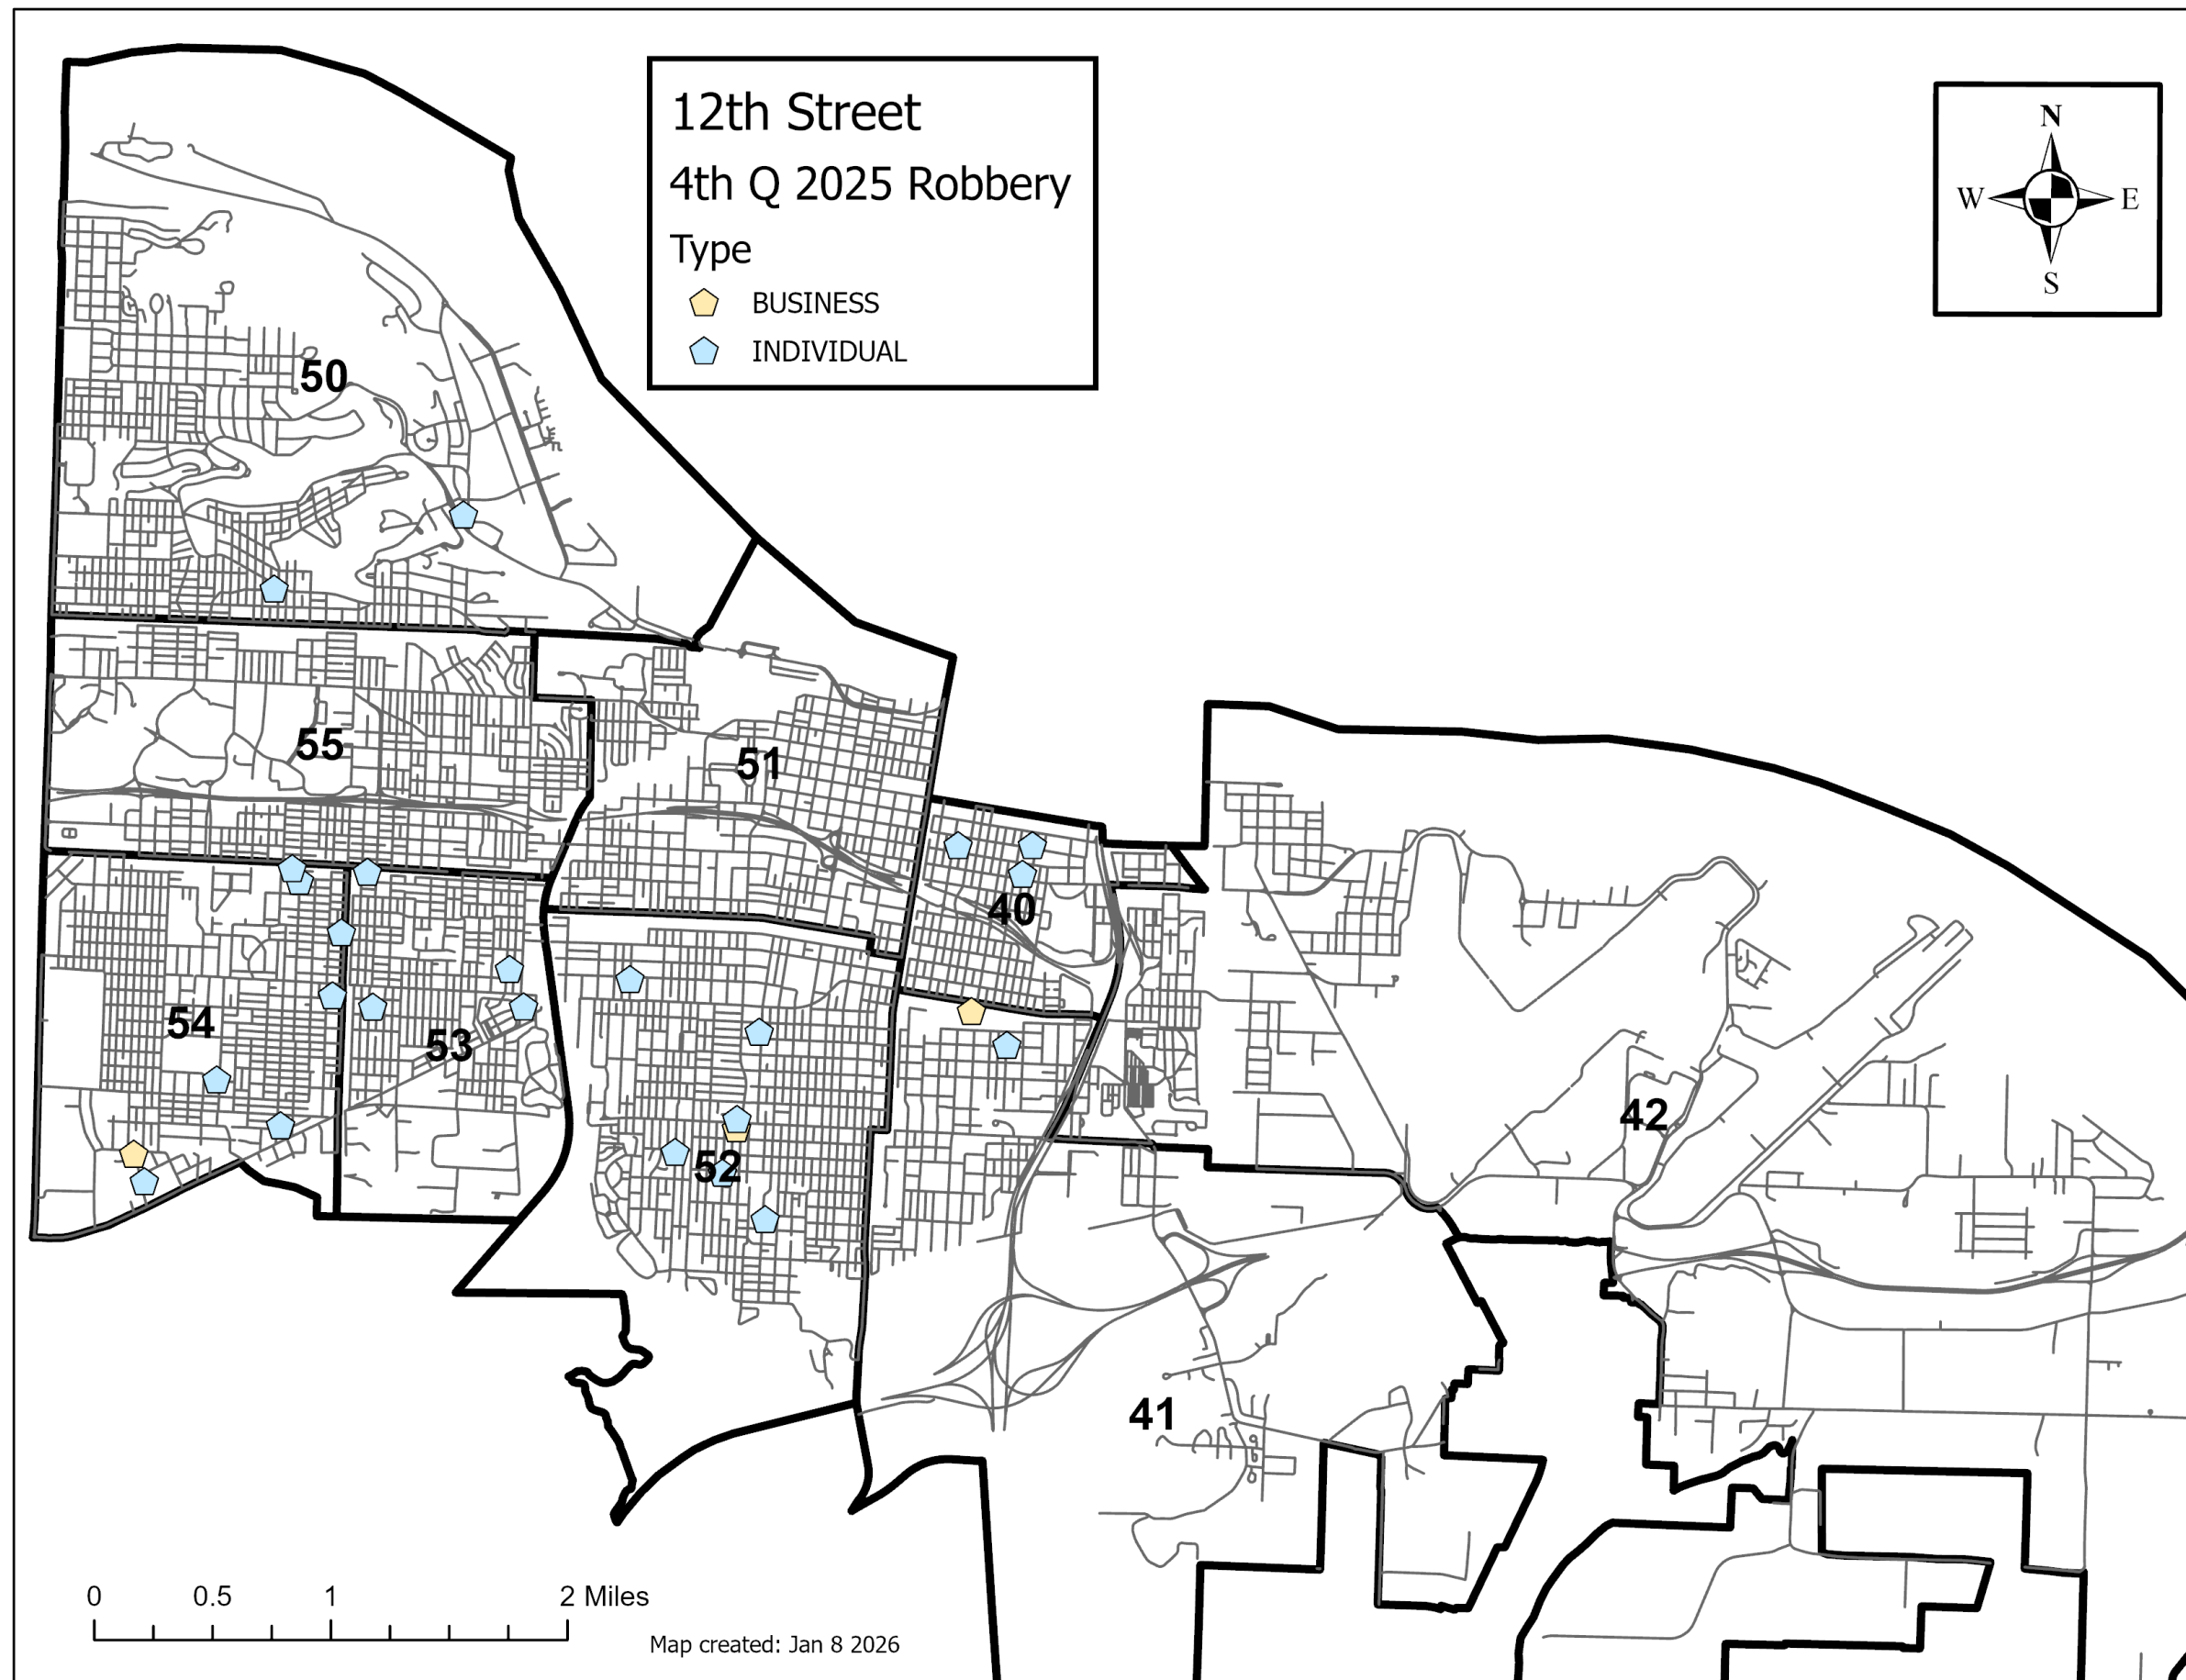 12th Street
4th Q 2025 Robbery
Type
BUSINESS
INDIVIDUAL
N
W E
S
50
55
51
40
54
53
52
42
41
0 0.5 1 2 Miles
Map created: Jan 8 2026